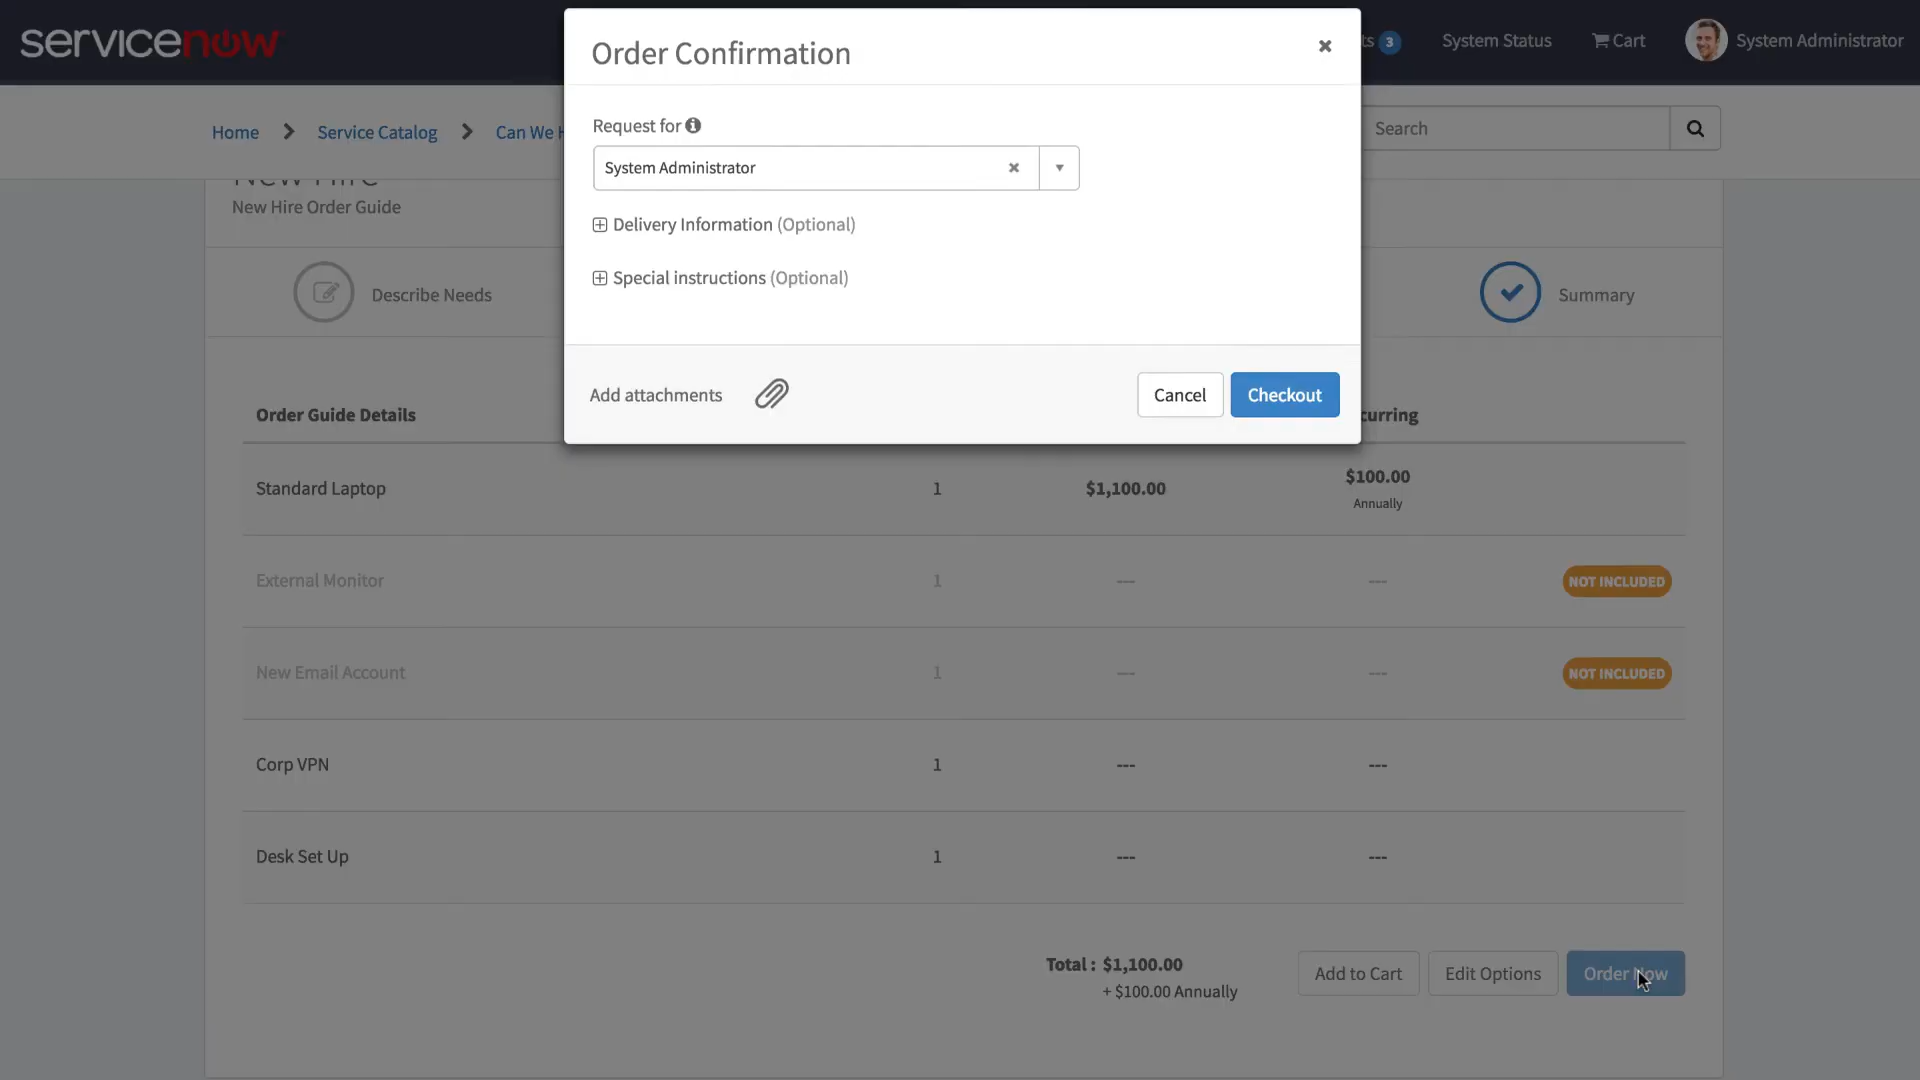 servicenow
Order Confirmation
3
System Status
Cart
System Administrator
Home
Service Catalog
Can We
Search
Request for
System Administrator
New Hire
New Hire Order Guide
Delivery Information (Optional)
Special instructions (Optional)
Describe Needs
Summary
Add attachments
Cancel
Checkout
Order Guide Details
Standard Laptop
1
$1,100.00
$100.00
Annually
External Monitor
1
---
---
NOT INCLUDED
New Email Account
1
---
---
NOT INCLUDED
Corp VPN
1
---
---
Desk Set Up
1
---
---
Total : $1,100.00
+ $100.00 Annually
Add to Cart
Edit Options
Order Now